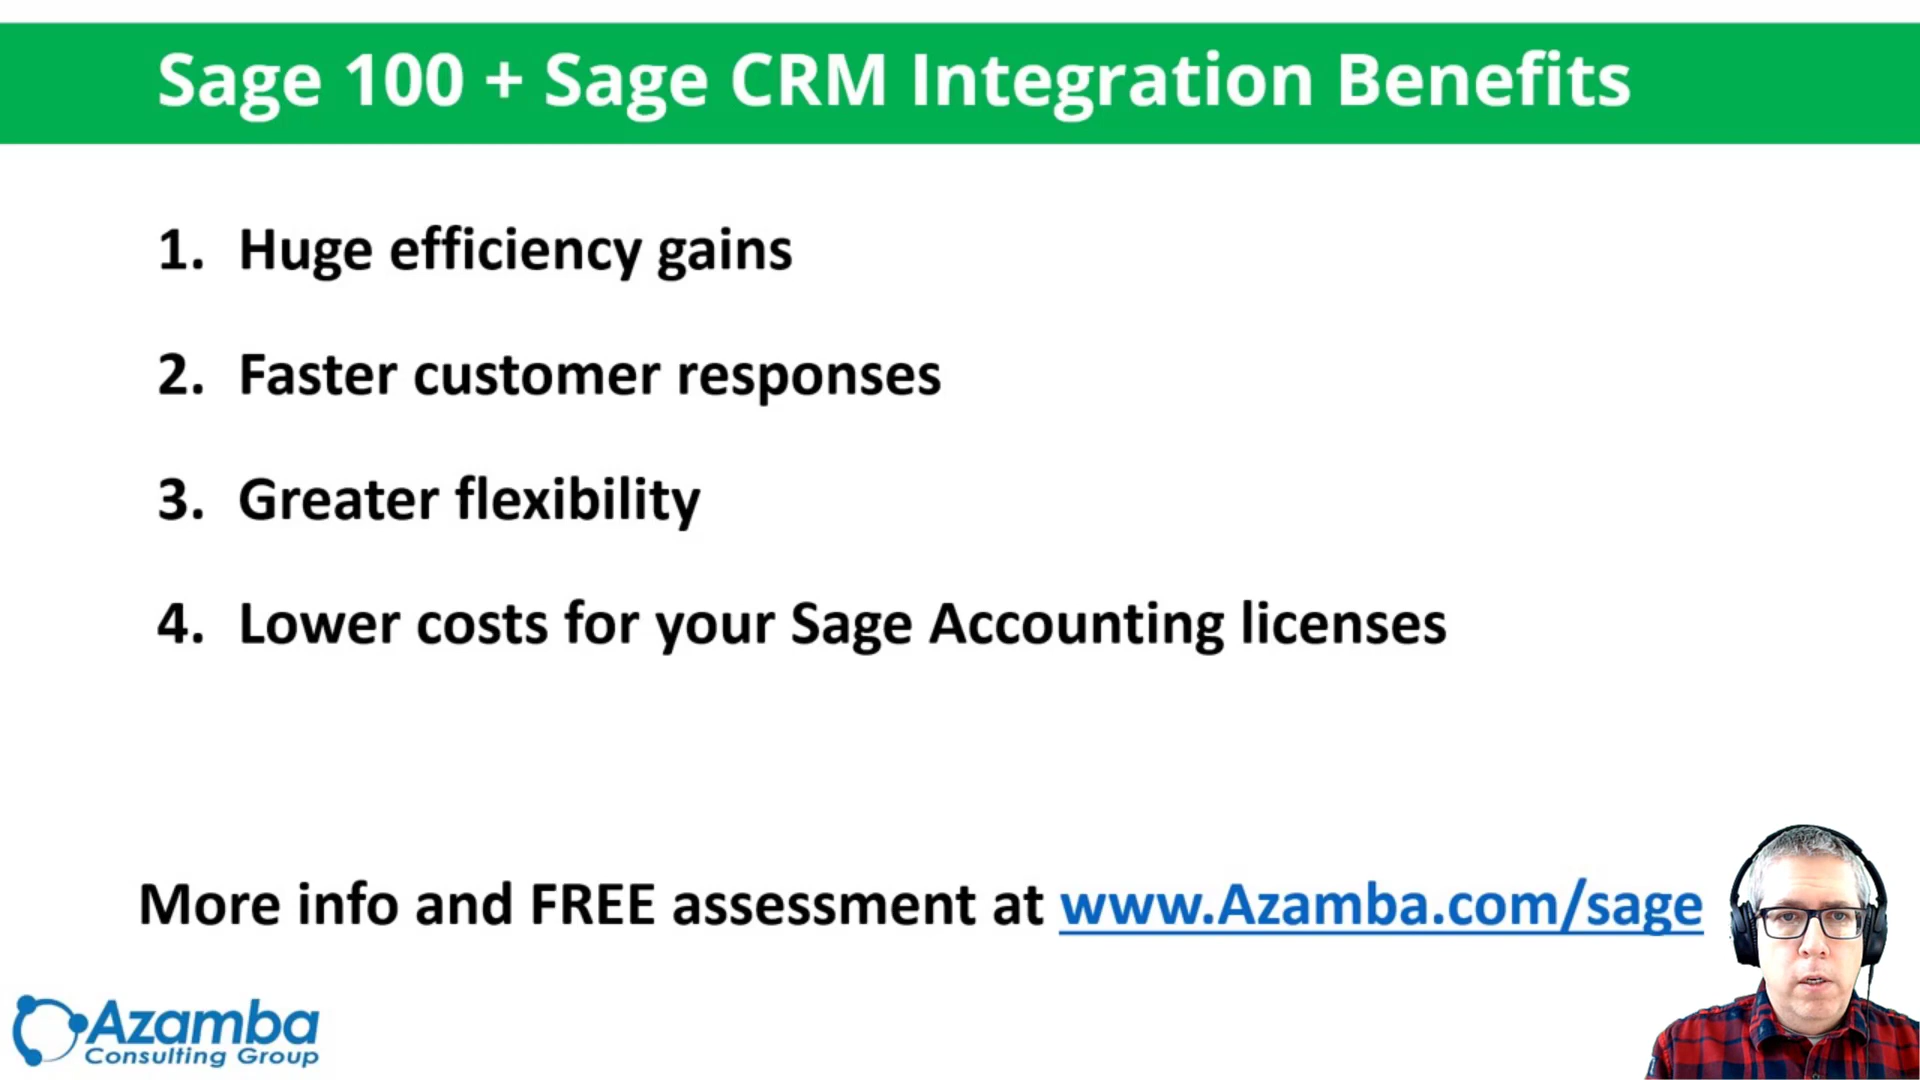 Sage 100 + Sage CRM Integration Benefits
1. Huge efficiency gains
2. Faster customer responses
3. Greater flexibility
4. Lower costs for your Sage Accounting licenses
More info and FREE assessment at www.Azamba.com/sage
Azamba
Consulting Group